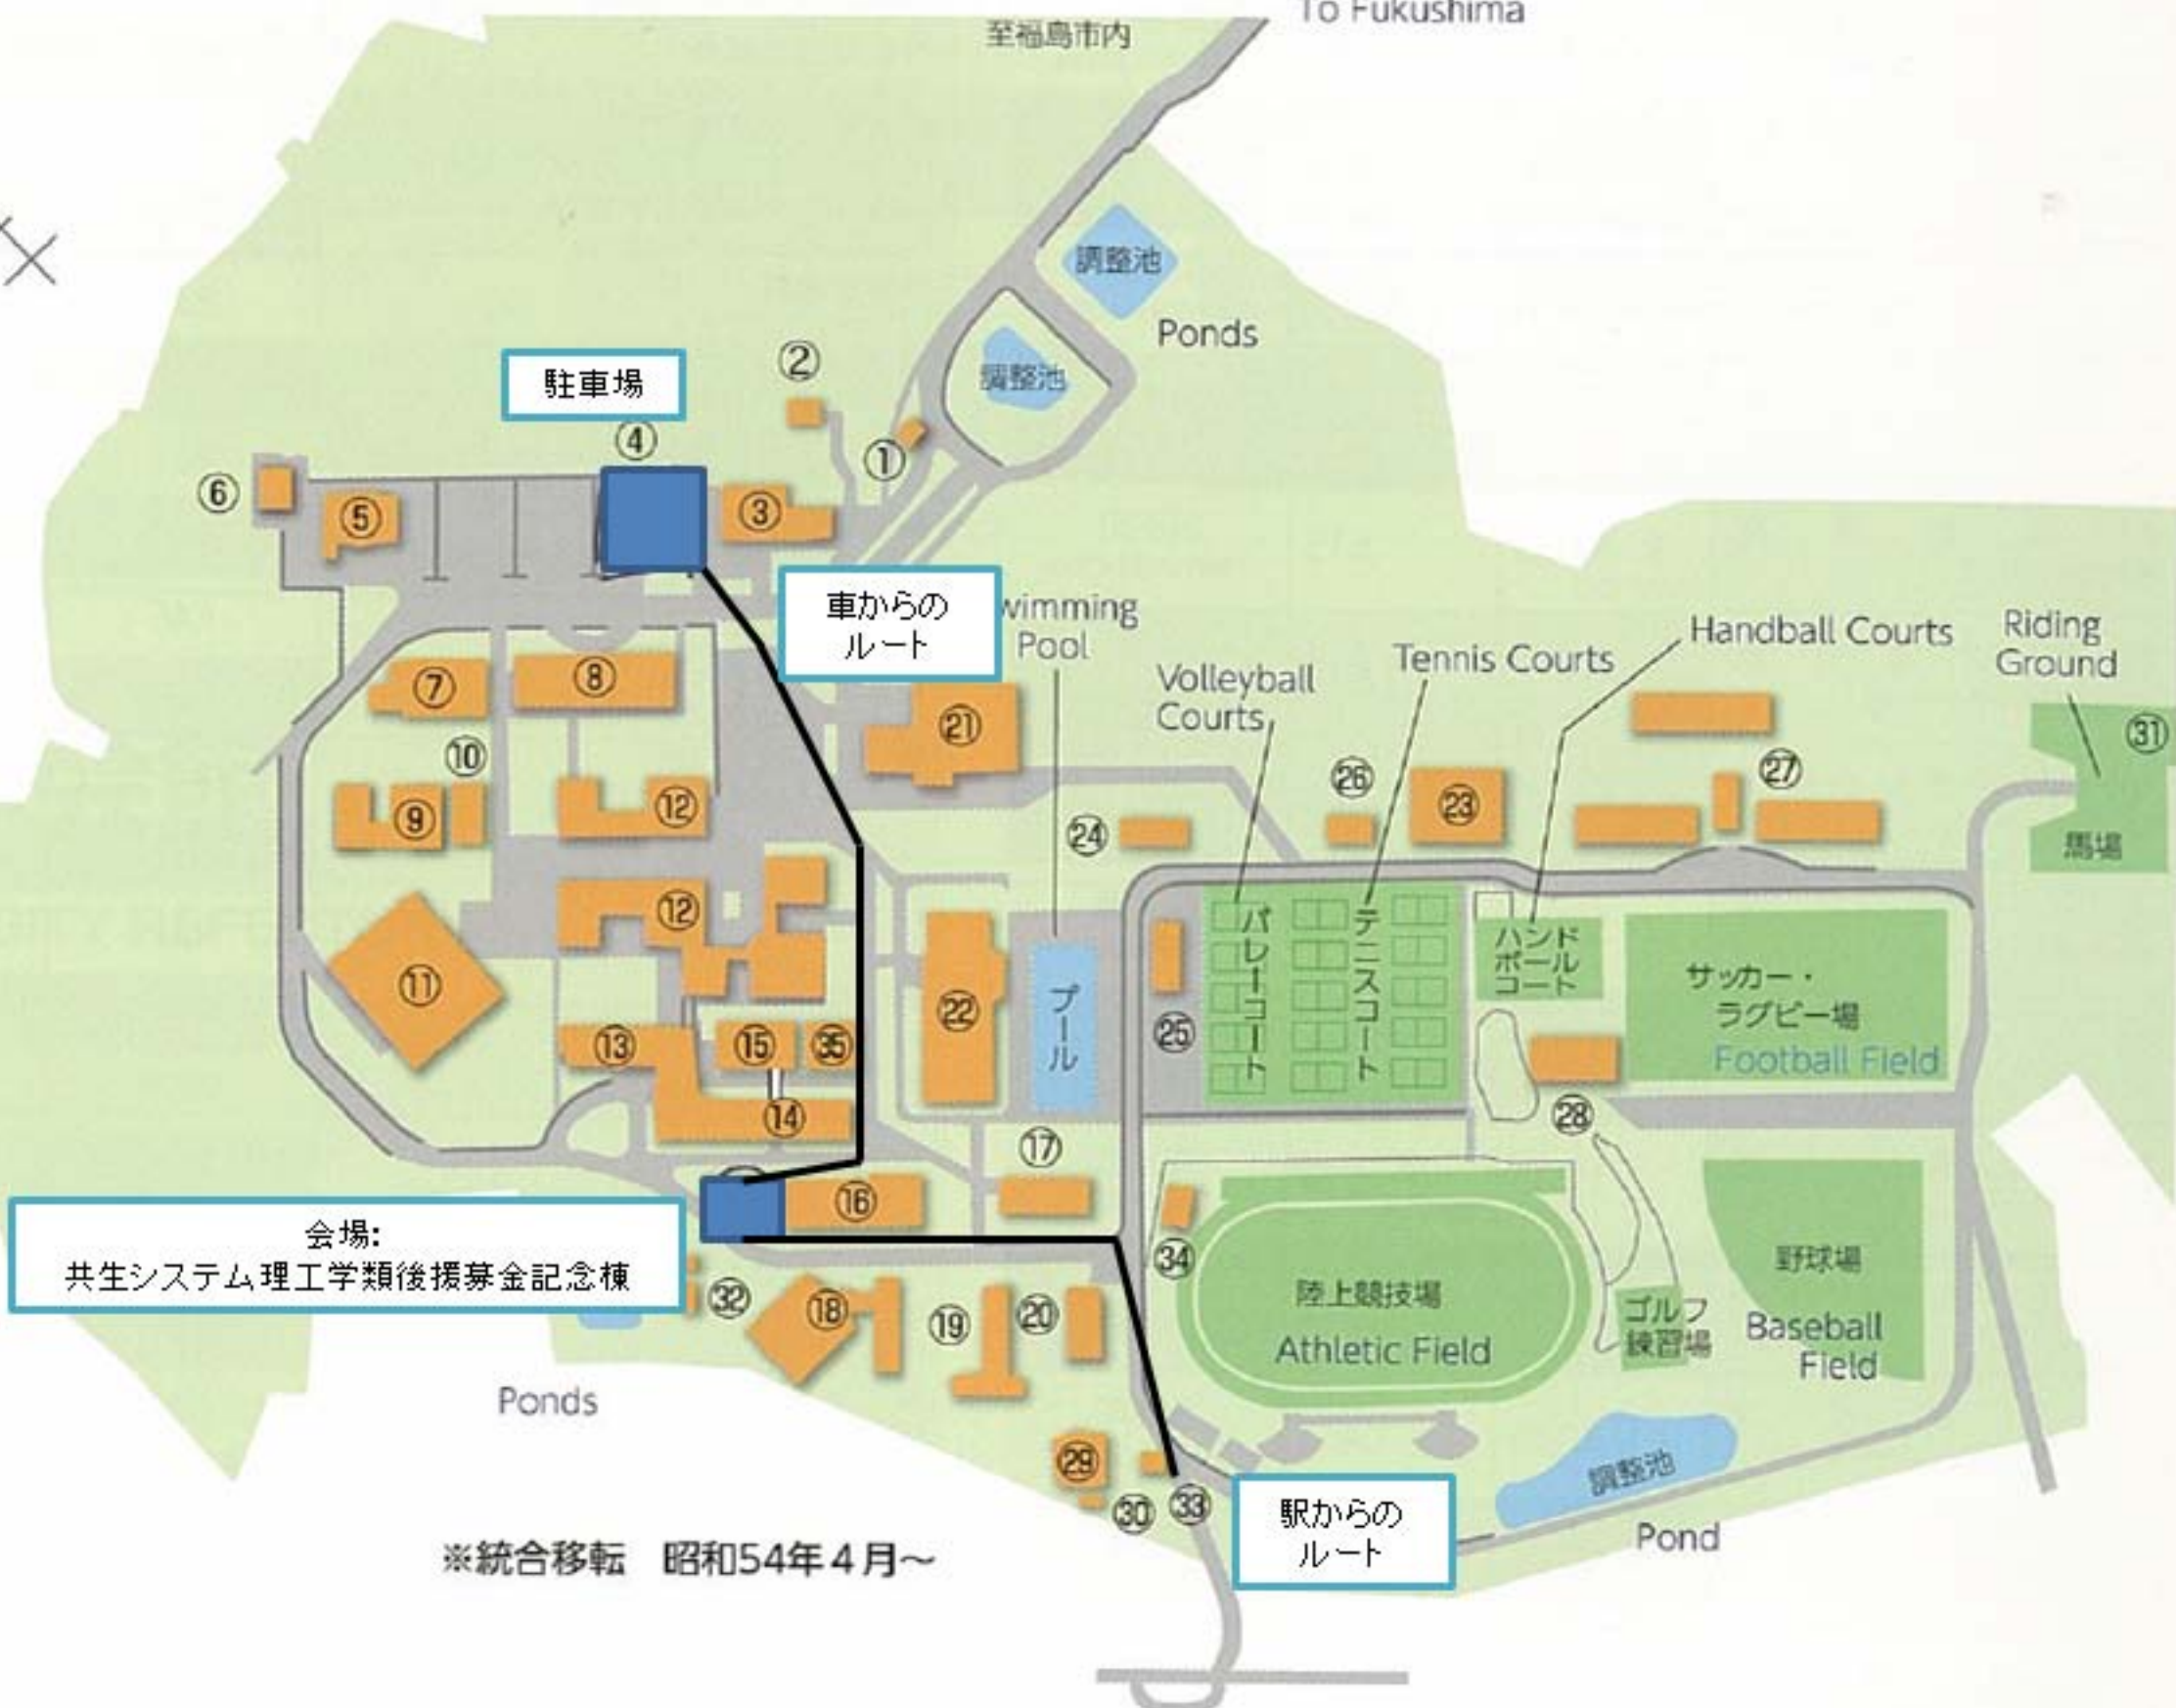 To Fukushima
至福島市内
調整池
Ponds
調整池
駐車場
②
④
①
⑥
⑤
③
車からの
ルート
wimming
Pool
Volleyball
Courts
Tennis Courts
Handball Courts
Riding
Ground
⑦
⑧
㉑
㉛
⑩
㉖
㉗
⑨
⑫
㉔
㉓
馬場
⑫
バレーコート
テニスコート
ハンド
ボール
コート
サッカー・
ラグビー場
Football Field
⑪
㉒
プール
㉕
⑬
⑮
㉟
⑭
㉘
⑰
⑯
会場:
共生システム理工学類後援募金記念棟
㉞
陸上競技場
Athletic Field
野球場
Baseball
Field
ゴルフ
練習場
㉜
⑱
⑲
⑳
Ponds
㉙
㉚
㉝
駅からの
ルート
調整池
Pond
※統合移転 昭和54年4月～